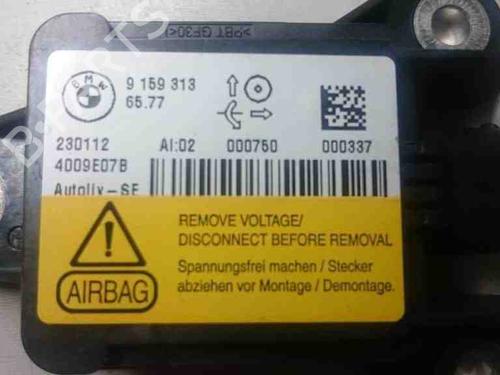 >PBT GF30<
BMW
9 159 313
65.77
230112 AI:02 000750 000337
4009E07B
Autoliv-SE
REMOVE VOLTAGE/
DISCONNECT BEFORE REMOVAL
AIRBAG
Spannungsfrei machen / Stecker
abziehen vor Montage / Demontage.